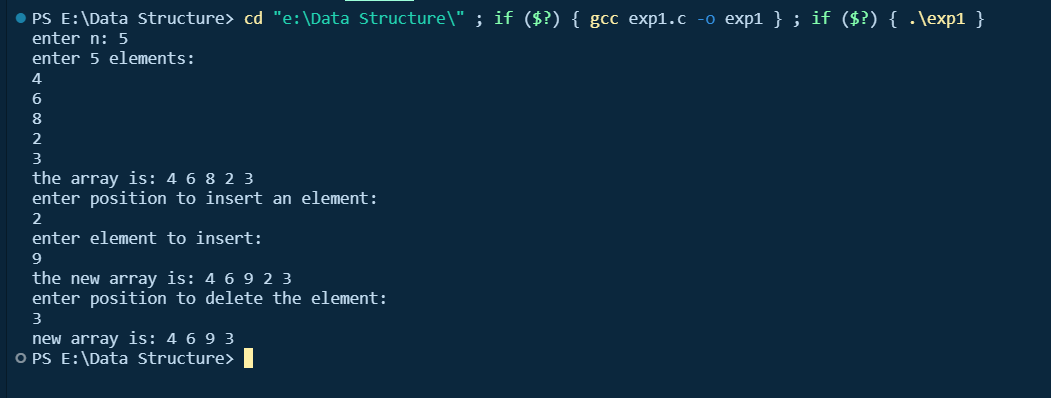 PS E:\Data Structure> cd "e:\Data Structure\" ; if ($?) { gcc exp1.c -o exp1 } ; if ($?) { .\exp1 }
enter n: 5
enter 5 elements:
4
6
8
2
3
the array is: 4 6 8 2 3
enter position to insert an element:
2
enter element to insert:
9
the new array is: 4 6 9 2 3
enter position to delete the element:
3
new array is: 4 6 9 3
PS E:\Data Structure>